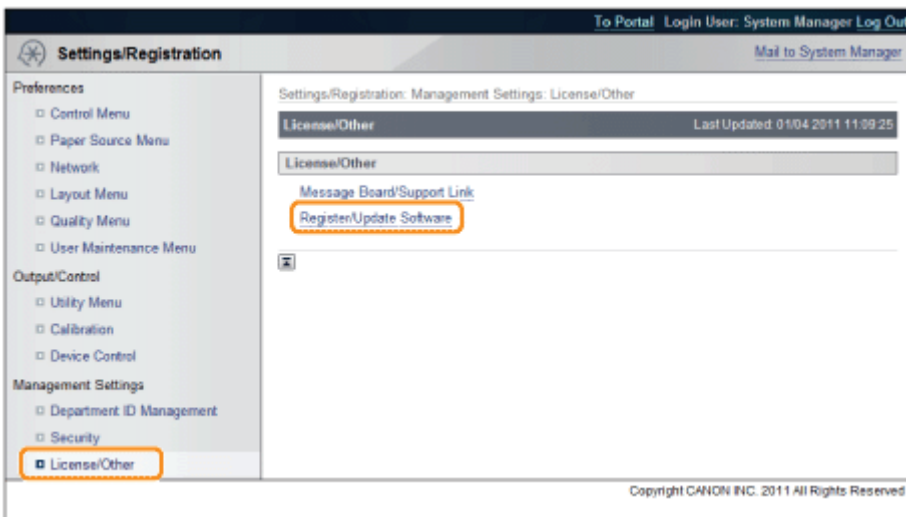 To Portal Login User: System Manager Log Out
Settings/Registration
Mail to System Manager
Preferences
Control Menu
Paper Source Menu
Network
Layout Menu
Quality Menu
User Maintenance Menu
Output/Control
Utility Menu
Calibration
Device Control
Management Settings
Department ID Management
Security
License/Other
Settings/Registration: Management Settings: License/Other
License/Other
Last Updated: 01/04 2011 11:09:25
License/Other
Message Board/Support Link
Register/Update Software
Copyright CANON INC. 2011 All Rights Reserved